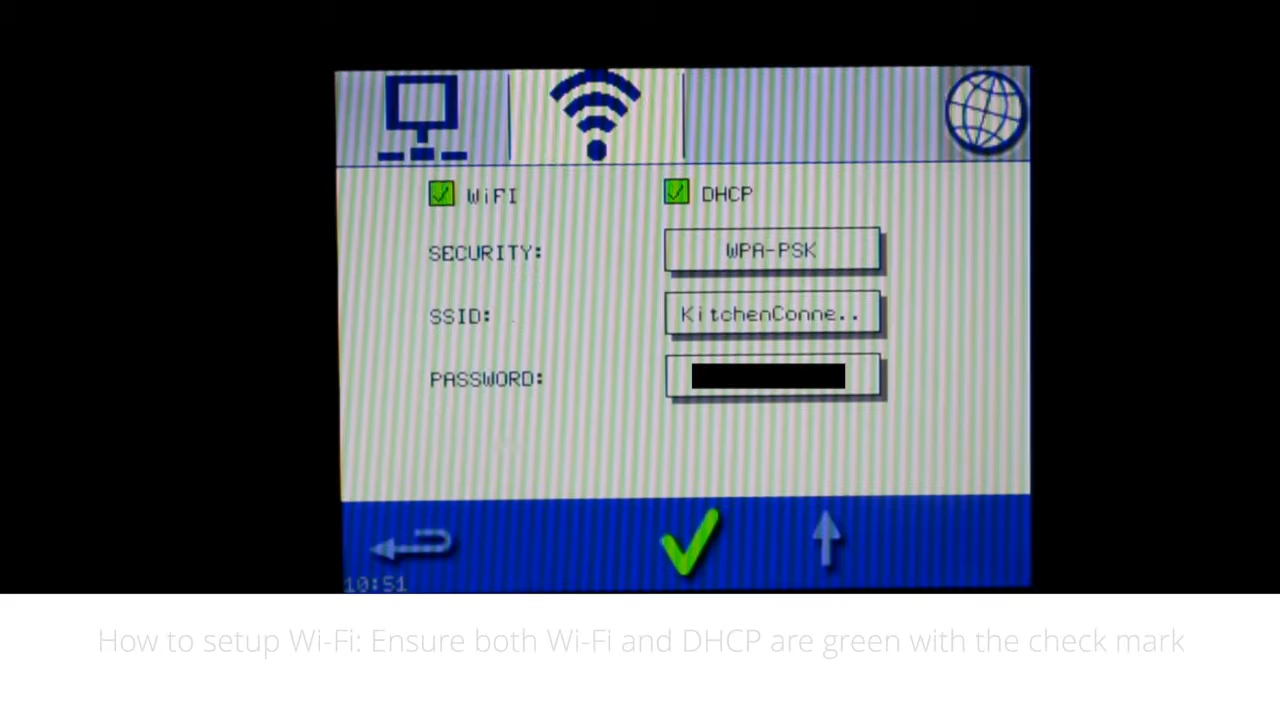 WiFI DHCP
SECURITY: WPA-PSK
SSID: KitchenConne..
PASSWORD:
10:51
How to setup Wi-Fi: Ensure both Wi-Fi and DHCP are green with the check mark